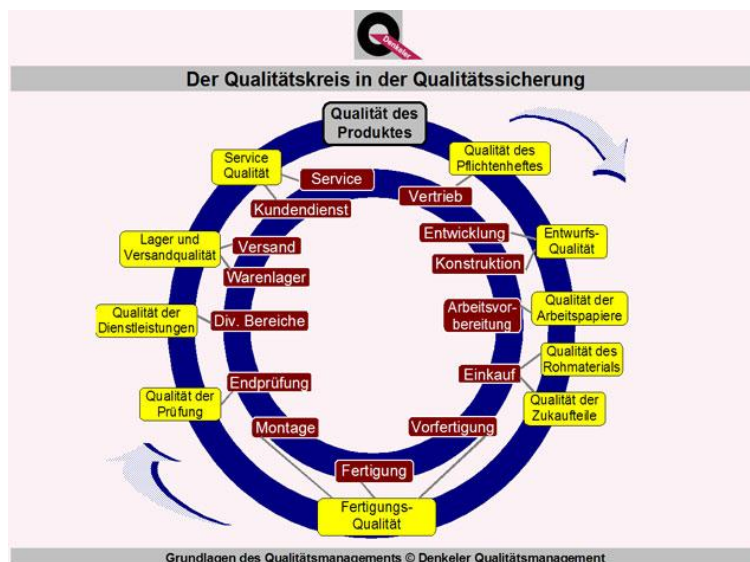 Denkeler
Der Qualitätskreis in der Qualitätssicherung
Qualität des
Produktes
Service
Qualität
Service
Kundendienst
Qualität des
Pflichtenheftes
Vertrieb
Entwicklung
Entwurfs-
Qualität
Konstruktion
Lager und
Versandqualität
Versand
Warenlager
Qualität der
Dienstleistungen
Div. Bereiche
Arbeitsvor-
bereitung
Qualität der
Arbeitspapiere
Einkauf
Qualität des
Rohmaterials
Qualität der
Zukaufteile
Qualität der
Prüfung
Endprüfung
Montage
Vorfertigung
Fertigung
Fertigungs-
Qualität
Grundlagen des Qualitätsmanagements © Denkeler Qualitätsmanagement